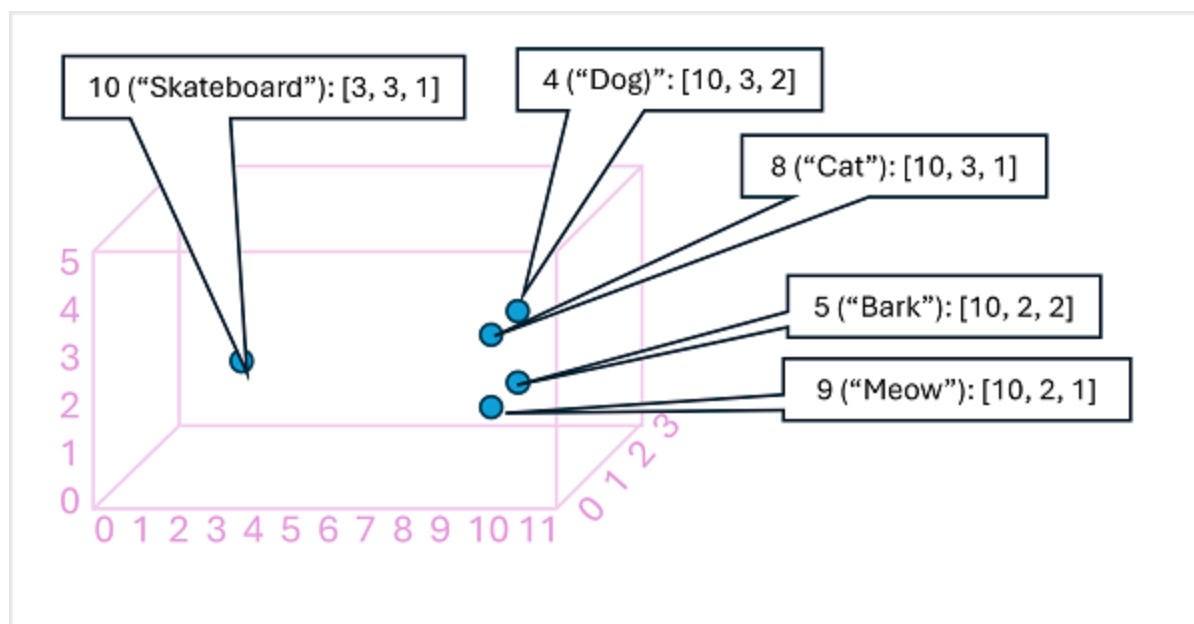 10 (“Skateboard”): [3, 3, 1]
4 (“Dog)”: [10, 3, 2]
8 (“Cat”): [10, 3, 1]
5 (“Bark”): [10, 2, 2]
9 (“Meow”): [10, 2, 1]
5
4
3
2
1
0
0 1 2 3 4 5 6 7 8 9 10 11
0 1 2 3